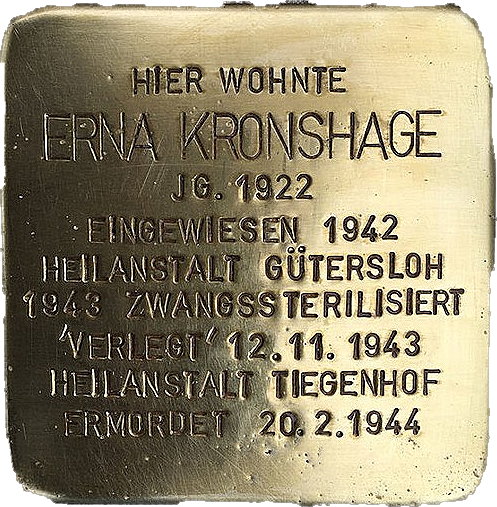 HIER WOHNTE
ERNA KRONSHAGE
JG. 1922
EINGEWIESEN 1942
HEILANSTALT GÜTERSLOH
1943 ZWANGSSTERILISIERT
'VERLEGT' 12.11.1943
HEILANSTALT TIEGENHOF
ERMORDET 20.2.1944